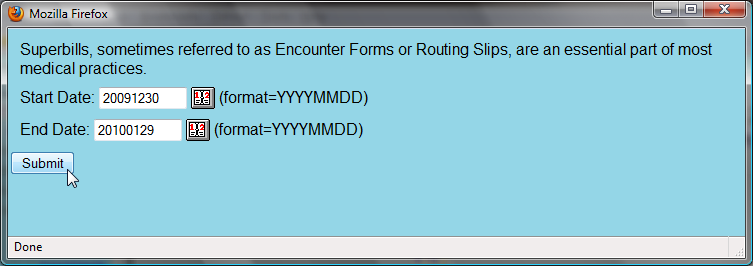 Mozilla Firefox
Superbills, sometimes referred to as Encounter Forms or Routing Slips, are an essential part of most
medical practices.
Start Date: 20091230 (format=YYYYMMDD)
End Date: 20100129 (format=YYYYMMDD)
Submit
Done